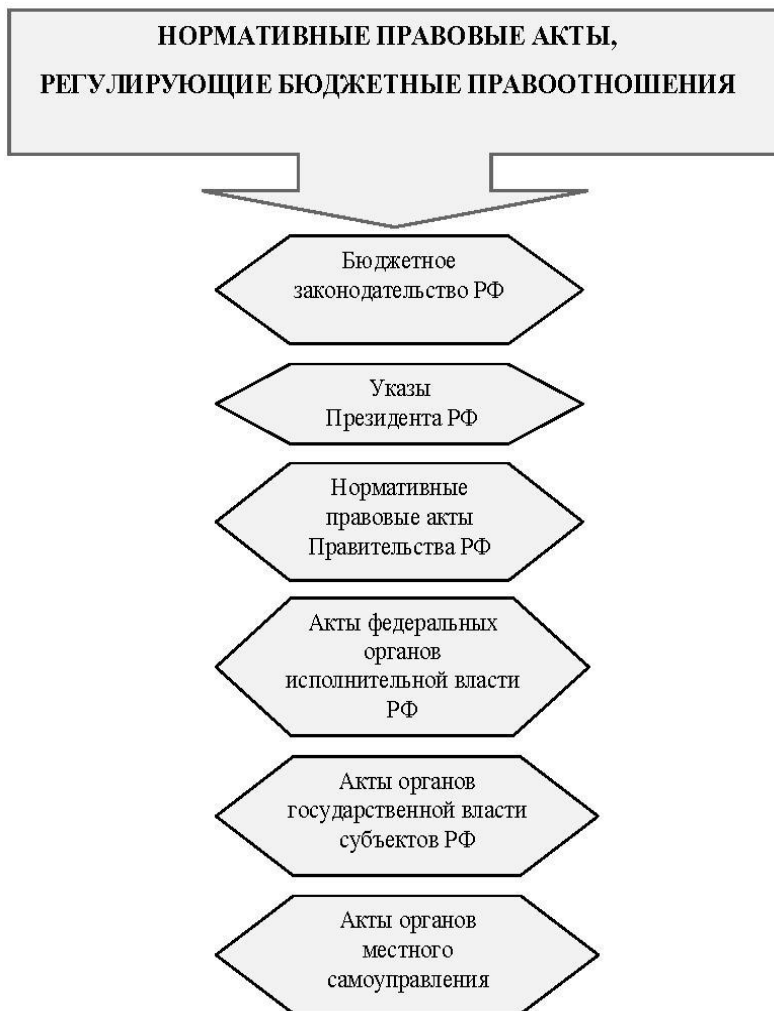 НОРМАТИВНЫЕ ПРАВОВЫЕ АКТЫ,
РЕГУЛИРУЮЩИЕ БЮДЖЕТНЫЕ ПРАВООТНОШЕНИЯ
Бюджетное
законодательство РФ
Указы
Президента РФ
Нормативные
правовые акты
Правительства РФ
Акты федеральных
органов
исполнительной власти
РФ
Акты органов
государственной власти
субъектов РФ
Акты органов
местного
самоуправления